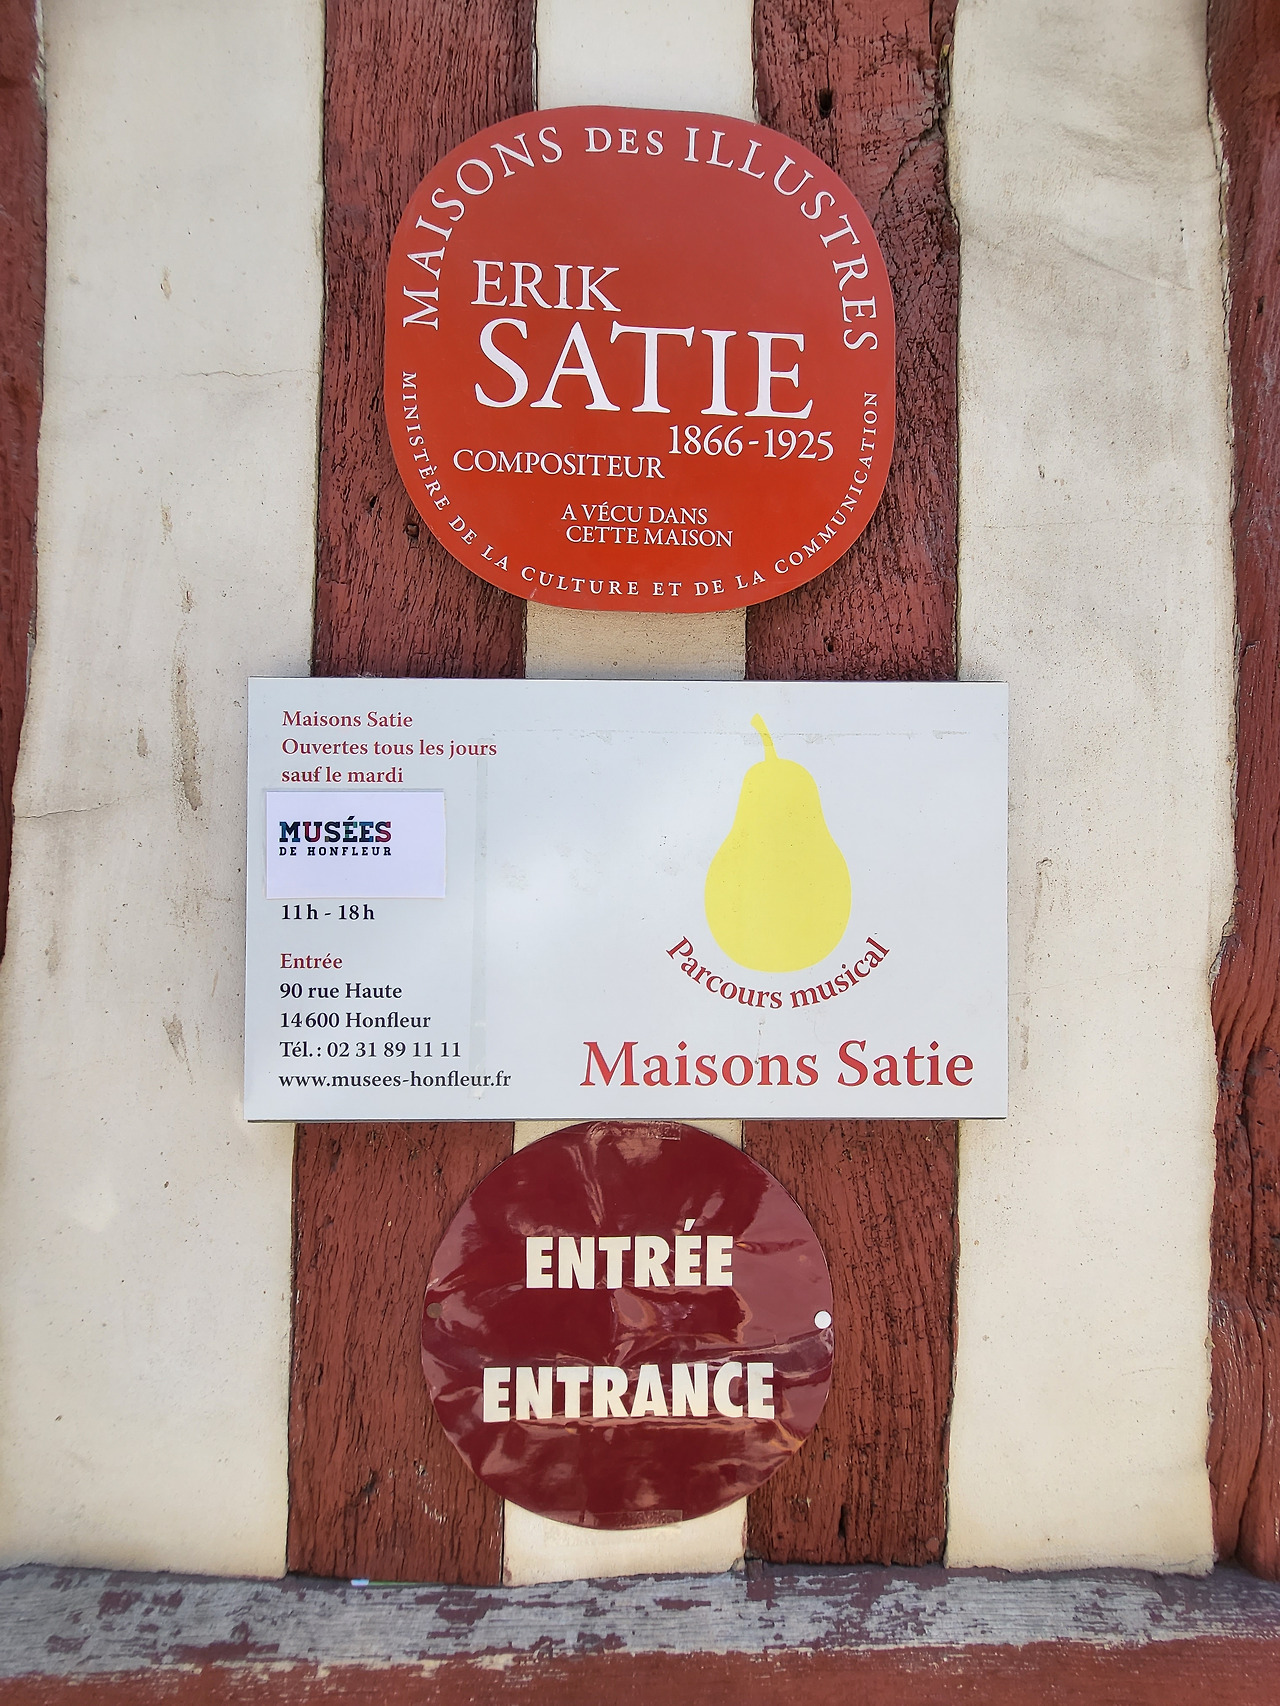 MAISONS DES ILLUSTRES
ERIK
SATIE
1866-1925
COMPOSITEUR
A VÉCU DANS
CETTE MAISON
MINISTÈRE DE LA CULTURE ET DE LA COMMUNICATION
Maisons Satie
Ouvertes tous les jours
sauf le mardi
MUSÉES
DE HONFLEUR
11h - 18h
Entrée
90 rue Haute
14600 Honfleur
Tél.: 02 31 89 11 11
www.musees-honfleur.fr
Parcours musical
Maisons Satie
ENTRÉE
ENTRANCE